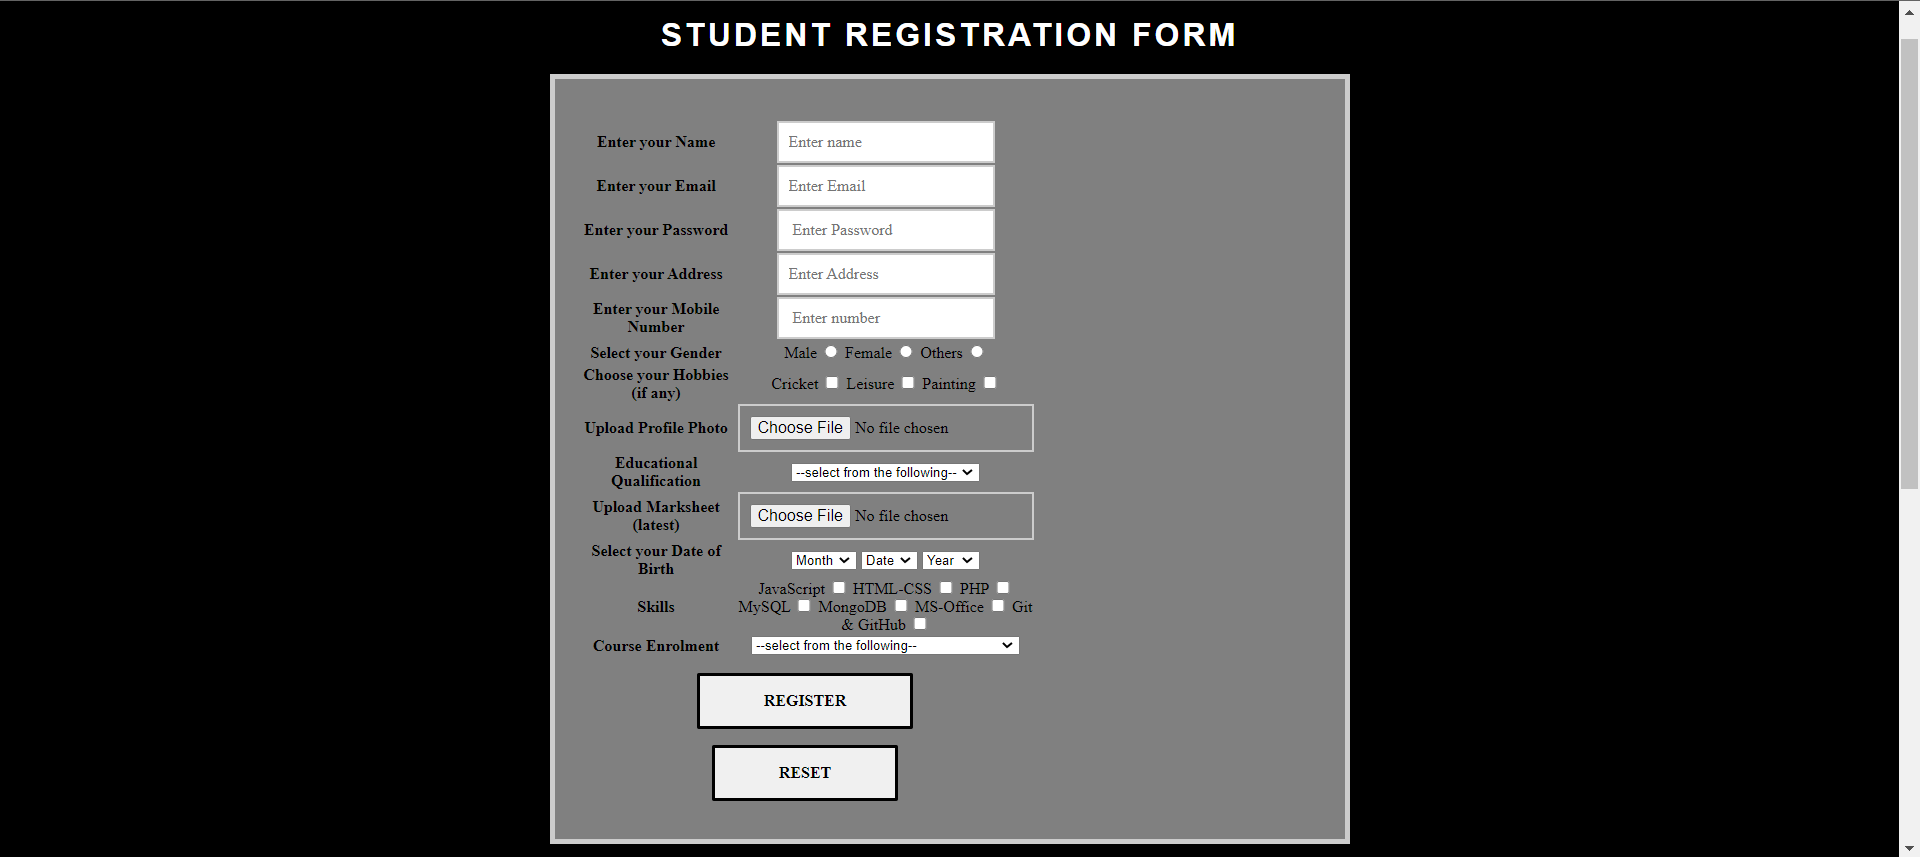 STUDENT REGISTRATION FORM
Enter your Name Enter name
Enter your Email Enter Email
Enter your Password Enter Password
Enter your Address Enter Address
Enter your Mobile
Number Enter number
Select your Gender Male Female Others
Choose your Hobbies
(if any) Cricket Leisure Painting
Upload Profile Photo Choose File No file chosen
Educational
Qualification --select from the following--
Upload Marksheet
(latest) Choose File No file chosen
Select your Date of
Birth Month Date Year
JavaScript HTML-CSS PHP
Skills MySQL MongoDB MS-Office Git
& GitHub
Course Enrolment --select from the following--
REGISTER
RESET